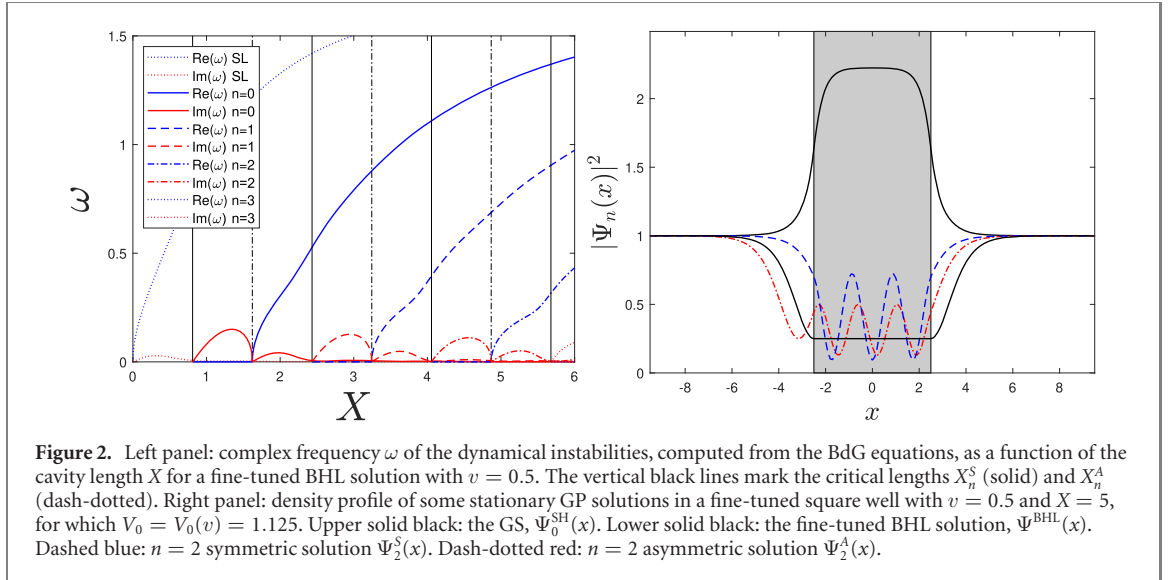 1.5
1
0.5
0
ω
Re(ω) SL
Im(ω) SL
Re(ω) n=0
Im(ω) n=0
Re(ω) n=1
Im(ω) n=1
Re(ω) n=2
Im(ω) n=2
Re(ω) n=3
Im(ω) n=3
0 1 2 3 4 5 6
X
2
1.5
1
0.5
0
|Ψₙ(x)|²
-8 -6 -4 -2 0 2 4 6 8
x
Figure 2. Left panel: complex frequency ω of the dynamical instabilities, computed from the BdG equations, as a function of the
cavity length X for a fine-tuned BHL solution with v = 0.5. The vertical black lines mark the critical lengths Xₙ^S (solid) and Xₙ^A
(dash-dotted). Right panel: density profile of some stationary GP solutions in a fine-tuned square well with v = 0.5 and X = 5,
for which V₀ = V₀(v) = 1.125. Upper solid black: the GS, Ψ₀^SH(x). Lower solid black: the fine-tuned BHL solution, Ψ^BHL(x).
Dashed blue: n = 2 symmetric solution Ψ₂^S(x). Dash-dotted red: n = 2 asymmetric solution Ψ₂^A(x).